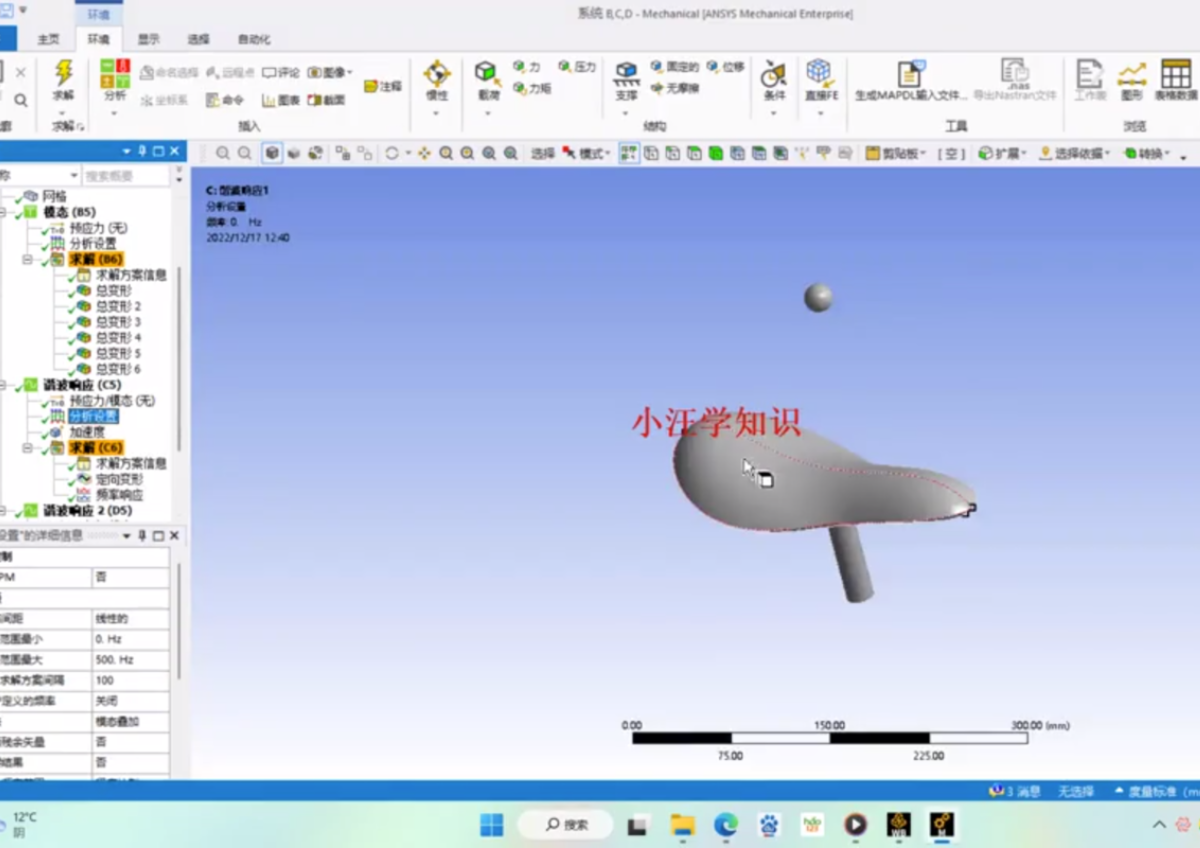 系统 B,C,D - Mechanical [ANSYS Mechanical Enterprise]
环境
主页 环境 显示 选择 自动化
求解 分析 命名选择 远程点 评论 图像 注释
坐标系 命令 图表 截面
惯性 载荷 力 压力 力矩 支撑 固定的 位移 无摩擦 条件 直接FE
生成MAPDL输入文件... 导出Nastran文件 工作表 图形 表格数据
求解 插入 结构 工具 浏览
选择 模式 剪贴板 [空] 扩展 选择依据 转换
搜索概要
网格
模态 (B5)
预应力 (无)
分析设置
求解 (B6)
求解方案信息
总变形
总变形 2
总变形 3
总变形 4
总变形 5
总变形 6
谐波响应 (C5)
预应力/模态 (无)
分析设置
加速度
求解 (C6)
求解方案信息
定向变形
频率响应
谐波响应 2 (D5)
设置"的详细信息
否
间距 线性的
范围最小 0. Hz
范围最大 500. Hz
求解方案间隔 100
定义的频率 关闭
模态叠加
残余矢量 否
结果 否
C: 谐波响应1
分析设置
频率: 0. Hz
2022/12/17 12:40
小汪学知识
0.00 150.00 300.00 (mm)
75.00 225.00
3 消息 无选择 度量标准
12°C
阴
搜索